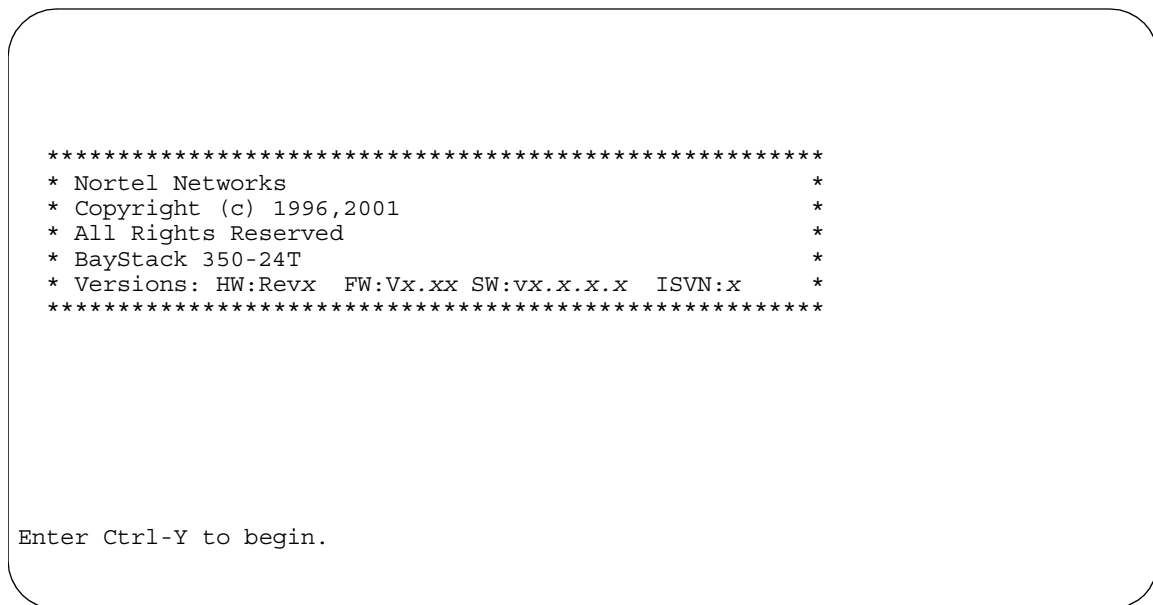 *******************************************************
* Nortel Networks                                     *
* Copyright (c) 1996,2001                             *
* All Rights Reserved                                 *
* BayStack 350-24T                                    *
* Versions: HW:Revx  FW:Vx.xx SW:vx.x.x.x  ISVN:x     *
*******************************************************
Enter Ctrl-Y to begin.